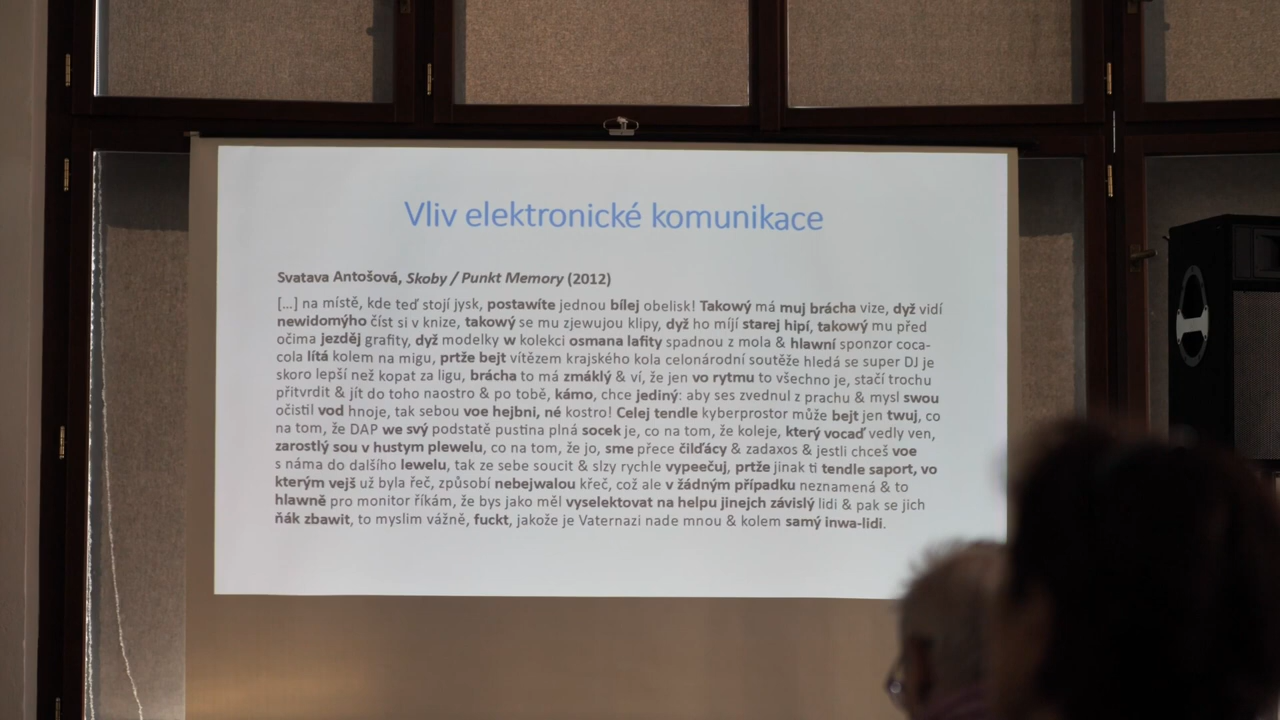 Vliv elektronické komunikace
Svatava Antošová, Skoby / Punkt Memory (2012)
[...] na místě, kde teď stojí jysk, postawíte jednou bílej obelisk! Takowý má muj brácha vize, dyž vidí
newidomýho číst si v knize, takowý se mu zjewujou klipy, dyž ho míjí starej hipí, takowý mu před
očima jezděj grafity, dyž modelky w kolekci osmana lafity spadnou z mola & hlawní sponzor coca-
cola lítá kolem na migu, prtže bejt vítězem krajského kola celonárodní soutěže hledá se super DJ je
skoro lepší než kopat za ligu, brácha to má zmáklý & ví, že jen vo rytmu to všechno je, stačí trochu
přitvrdit & jít do toho naostro & po tobě, kámo, chce jediný: aby ses zvednul z prachu & mysl swou
očistil vod hnoje, tak sebou voe hejbni, né kostro! Celej tendle kyberprostor může bejt jen twuj, co
na tom, že DAP we svý podstatě pustina plná socek je, co na tom, že koleje, který vocaď vedly ven,
zarostlý sou v hustym plewelu, co na tom, že jo, sme přece čilďácy & zadaxos & jestli chceš voe
s náma do dalšího lewelu, tak ze sebe soucit & slzy rychle vypeečuj, prtže jinak ti tendle saport, vo
kterým vejš už byla řeč, způsobí nebejwalou křeč, což ale v žádným případku neznamená & to
hlawně pro monitor říkám, že bys jako měl vyselektovat na helpu jinejch závislý lidi & pak se jich
ňák zbawit, to myslim vážně, fuckt, jakože je Vaternazi nade mnou & kolem samý inwa-lidi.